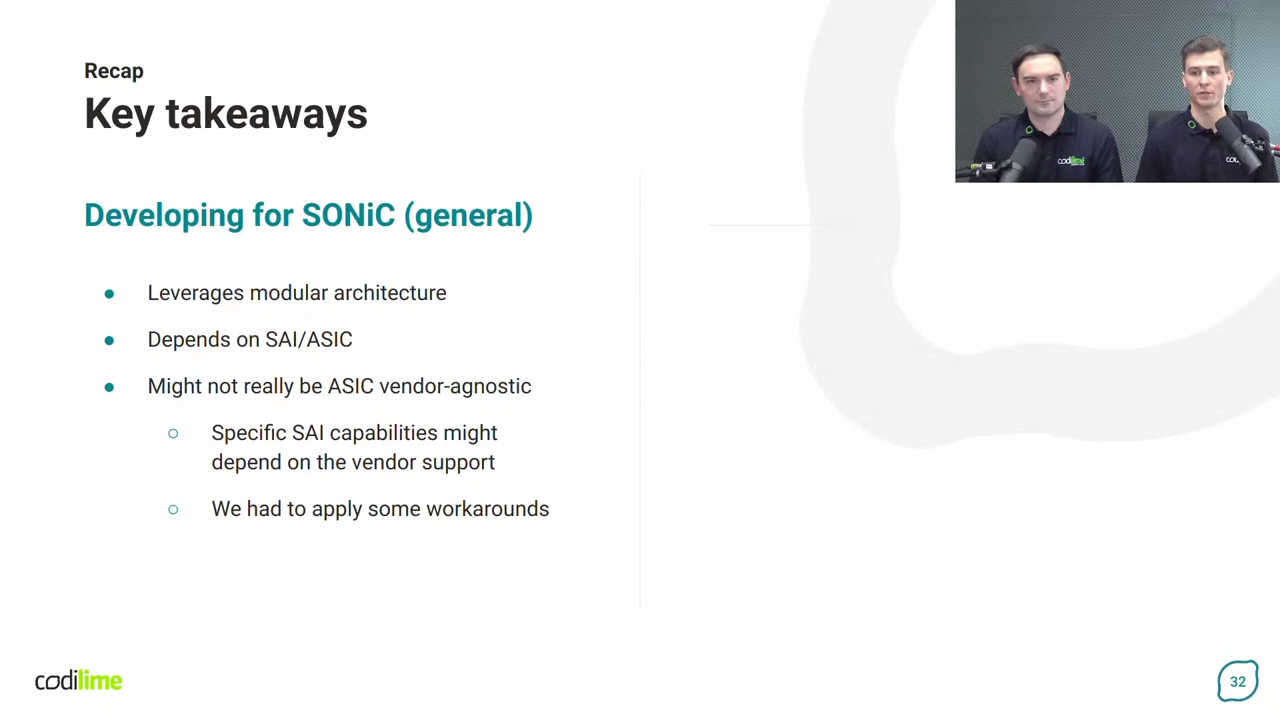 Recap
Key takeaways
Developing for SONiC (general)
● Leverages modular architecture
● Depends on SAI/ASIC
● Might not really be ASIC vendor-agnostic
○ Specific SAI capabilities might
depend on the vendor support
○ We had to apply some workarounds
codilime
codilime
32